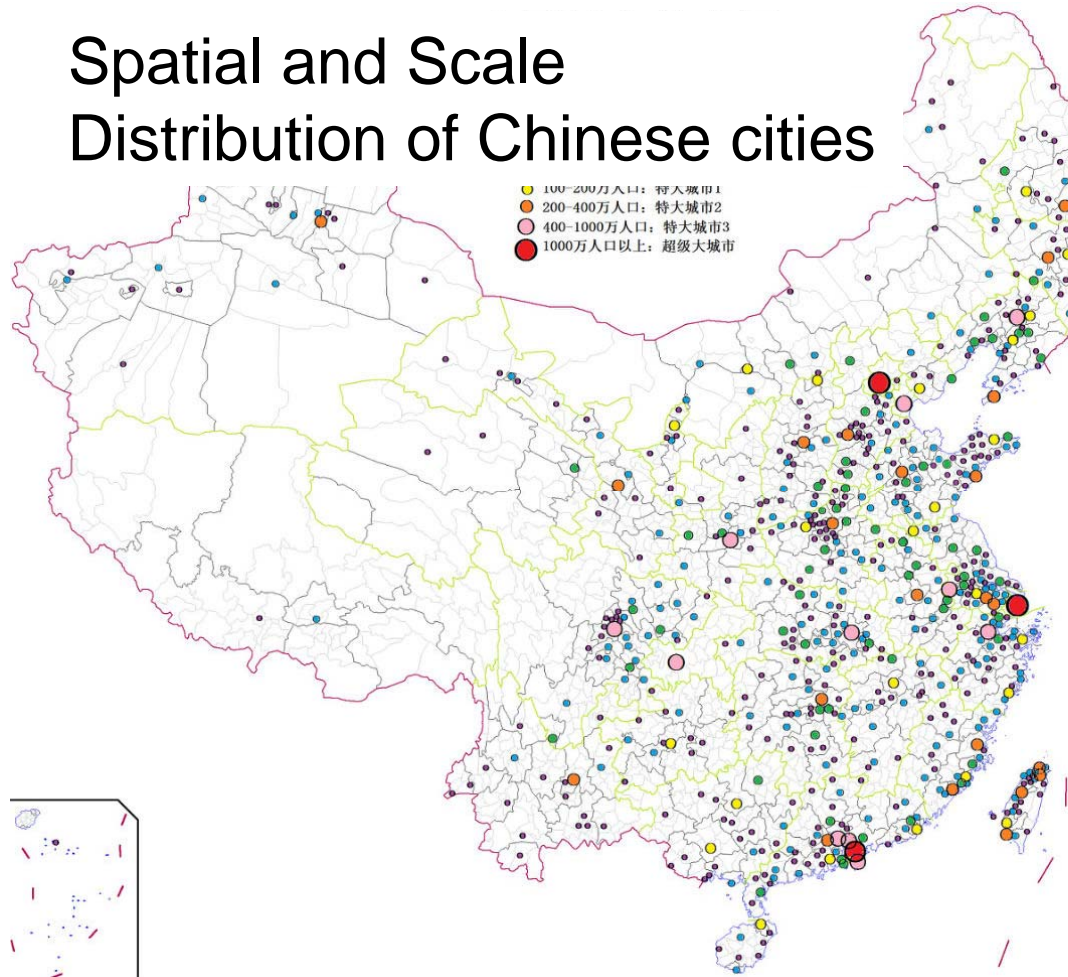 Spatial and Scale
Distribution of Chinese cities
100-200万人口：特大城市1
200-400万人口：特大城市2
400-1000万人口：特大城市3
1000万人口以上：超级大城市